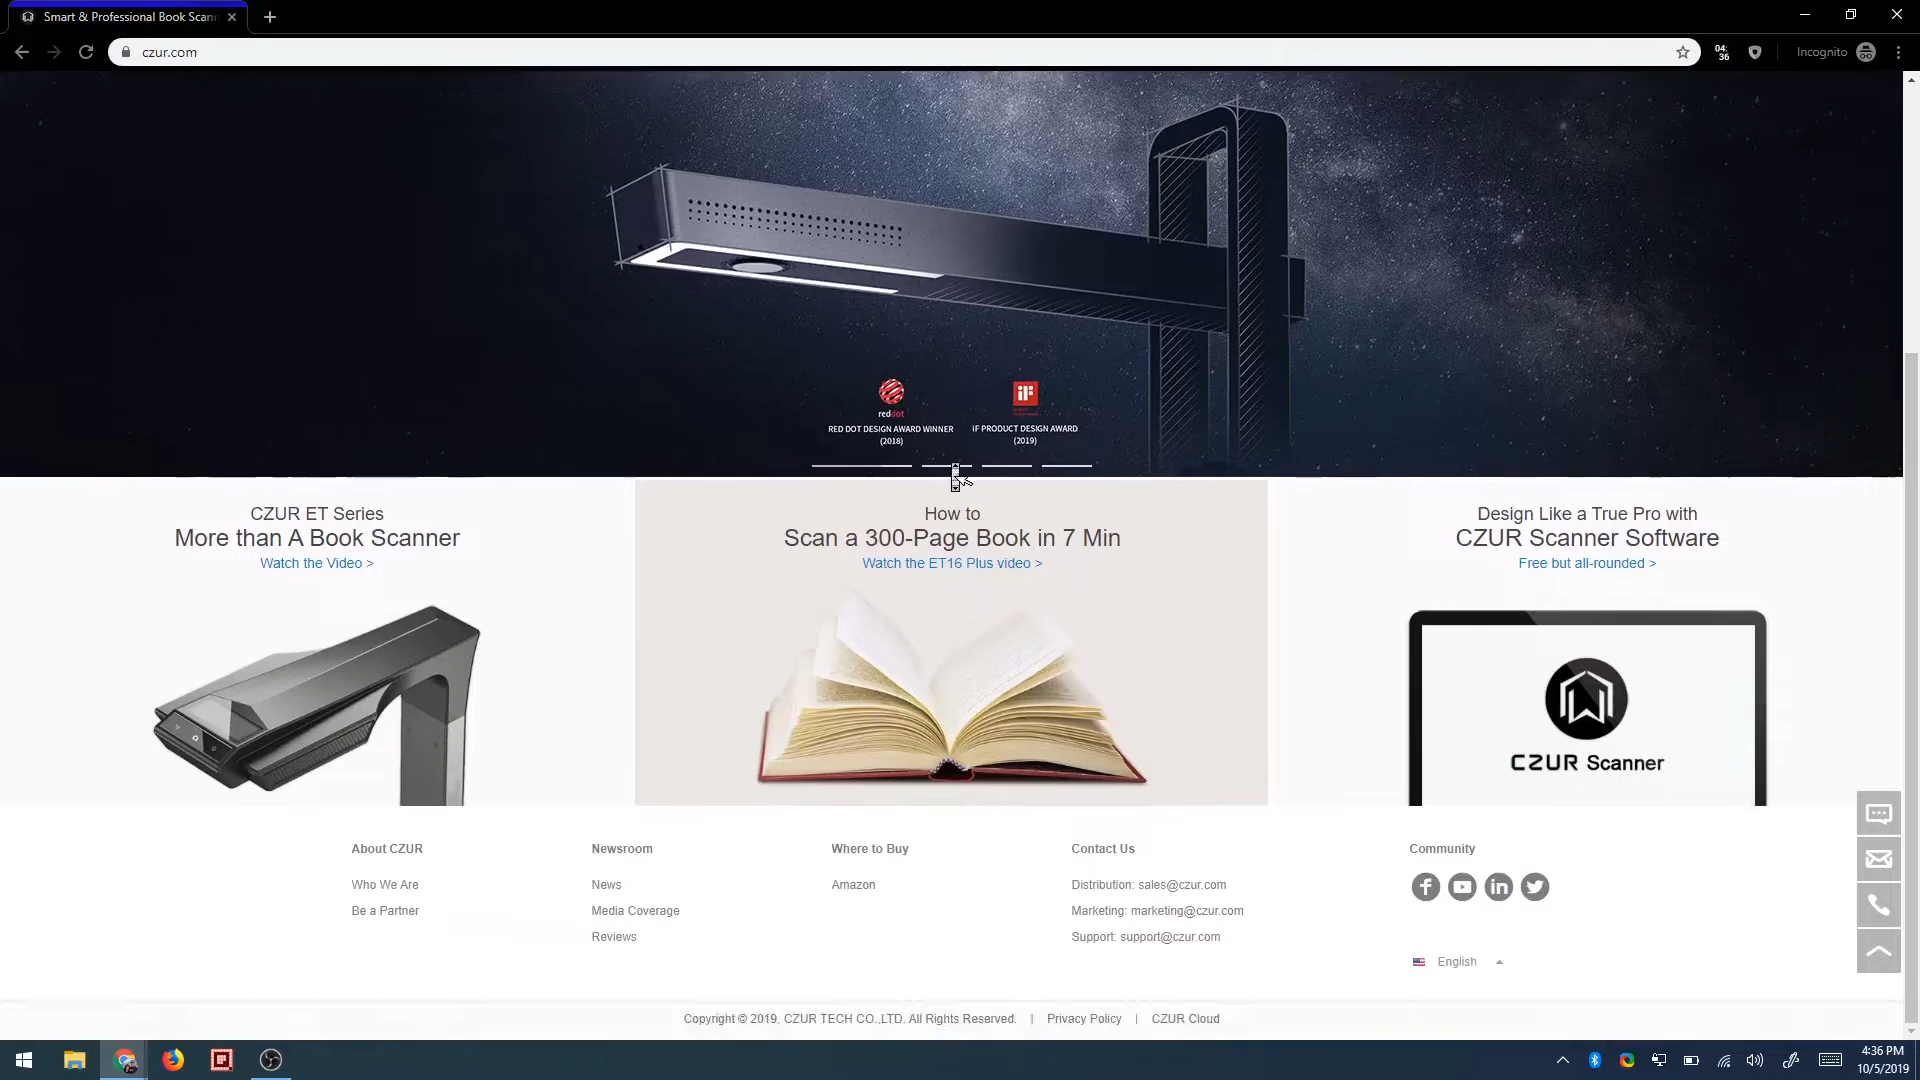 Smart & Professional Book Scann
czur.com
04:
36
Incognito
reddot
RED DOT DESIGN AWARD WINNER
(2018)
iF
iF PRODUCT DESIGN AWARD
(2019)
CZUR ET Series
More than A Book Scanner
Watch the Video >
How to
Scan a 300-Page Book in 7 Min
Watch the ET16 Plus video >
Design Like a True Pro with
CZUR Scanner Software
Free but all-rounded >
CZUR Scanner
About CZUR
Who We Are
Be a Partner
Newsroom
News
Media Coverage
Reviews
Where to Buy
Amazon
Contact Us
Distribution: sales@czur.com
Marketing: marketing@czur.com
Support: support@czur.com
Community
English
Copyright © 2019, CZUR TECH CO.,LTD. All Rights Reserved. | Privacy Policy | CZUR Cloud
4:36 PM
10/5/2019